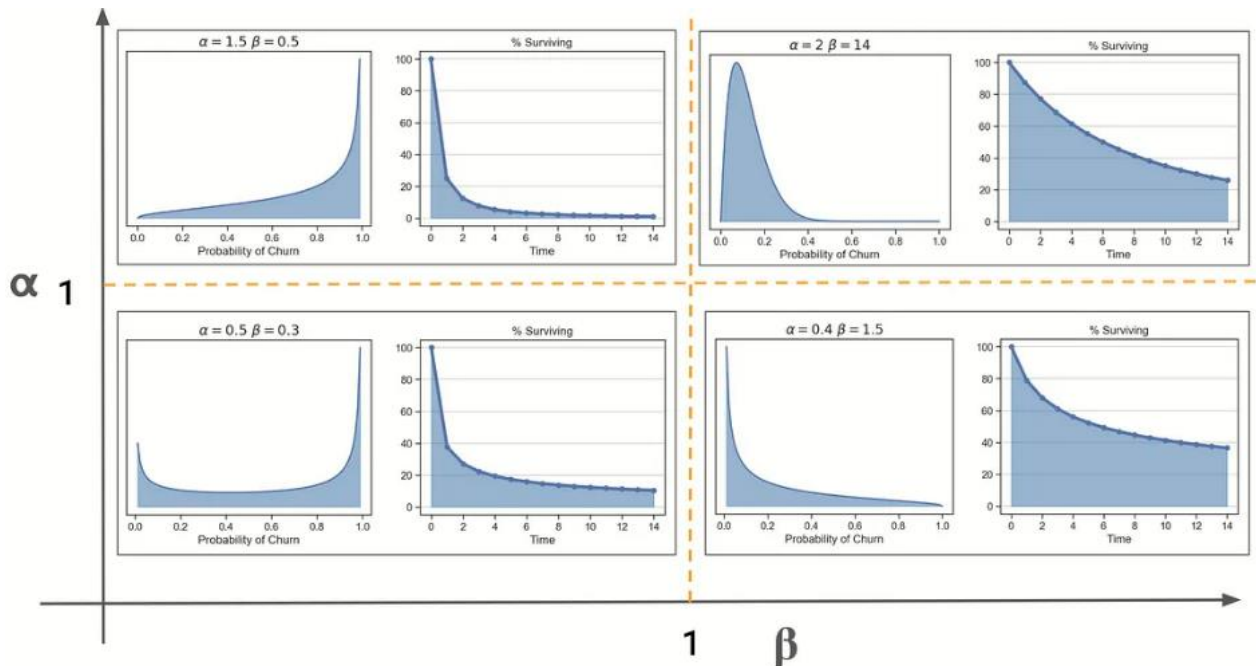 α = 1.5 β = 0.5
% Surviving
100
80
60
40
20
0
0.0 0.2 0.4 0.6 0.8 1.0
Probability of Churn
0 2 4 6 8 10 12 14
Time
α = 2 β = 14
% Surviving
100
80
60
40
20
0
0.0 0.2 0.4 0.6 0.8 1.0
Probability of Churn
0 2 4 6 8 10 12 14
Time
α 1
α = 0.5 β = 0.3
% Surviving
100
80
60
40
20
0
0.0 0.2 0.4 0.6 0.8 1.0
Probability of Churn
0 2 4 6 8 10 12 14
Time
α = 0.4 β = 1.5
% Surviving
100
80
60
40
20
0
0.0 0.2 0.4 0.6 0.8 1.0
Probability of Churn
0 2 4 6 8 10 12 14
Time
1 β